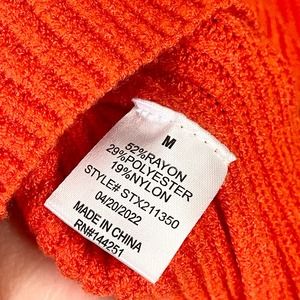 M
52%RAYON
29%POLYESTER
19%NYLON
STYLE# STX211350
04/20/2022
MADE IN CHINA
RN#144251